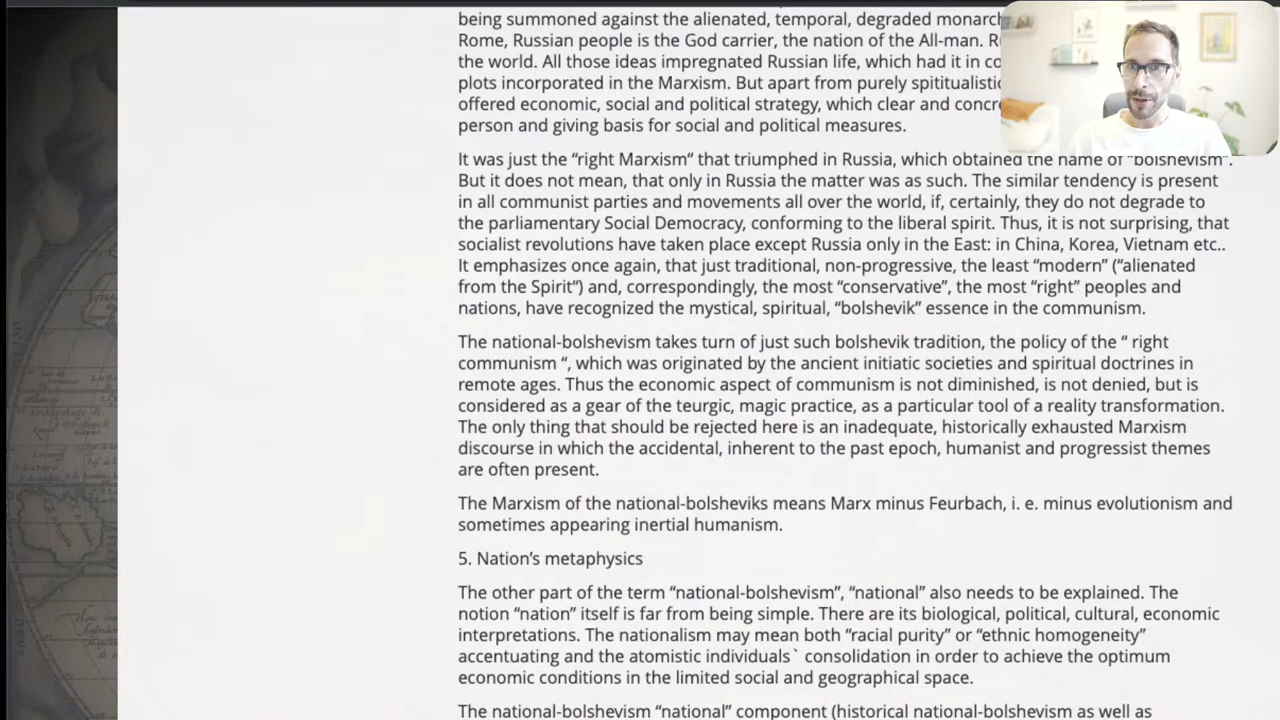 being summoned against the alienated, temporal, degraded monarch
Rome, Russian people is the God carrier, the nation of the All-man. R
the world. All those ideas impregnated Russian life, which had it in co
plots incorporated in the Marxism. But apart from purely spititualistic
offered economic, social and political strategy, which clear and concre
person and giving basis for social and political measures.
It was just the “right Marxism“ that triumphed in Russia, which obtained the name of “bolshevism“.
But it does not mean, that only in Russia the matter was as such. The similar tendency is present
in all communist parties and movements all over the world, if, certainly, they do not degrade to
the parliamentary Social Democracy, conforming to the liberal spirit. Thus, it is not surprising, that
socialist revolutions have taken place except Russia only in the East: in China, Korea, Vietnam etc..
It emphasizes once again, that just traditional, non-progressive, the least “modern” (“alienated
from the Spirit“) and, correspondingly, the most “conservative”, the most “right” peoples and
nations, have recognized the mystical, spiritual, “bolshevik” essence in the communism.
The national-bolshevism takes turn of just such bolshevik tradition, the policy of the “ right
communism “, which was originated by the ancient initiatic societies and spiritual doctrines in
remote ages. Thus the economic aspect of communism is not diminished, is not denied, but is
considered as a gear of the teurgic, magic practice, as a particular tool of a reality transformation.
The only thing that should be rejected here is an inadequate, historically exhausted Marxism
discourse in which the accidental, inherent to the past epoch, humanist and progressist themes
are often present.
The Marxism of the national-bolsheviks means Marx minus Feurbach, i. e. minus evolutionism and
sometimes appearing inertial humanism.
5. Nation’s metaphysics
The other part of the term “national-bolshevism”, “national” also needs to be explained. The
notion “nation” itself is far from being simple. There are its biological, political, cultural, economic
interpretations. The nationalism may mean both “racial purity” or “ethnic homogeneity”
accentuating and the atomistic individuals` consolidation in order to achieve the optimum
economic conditions in the limited social and geographical space.
The national-bolshevism “national” component (historical national-bolshevism as well as